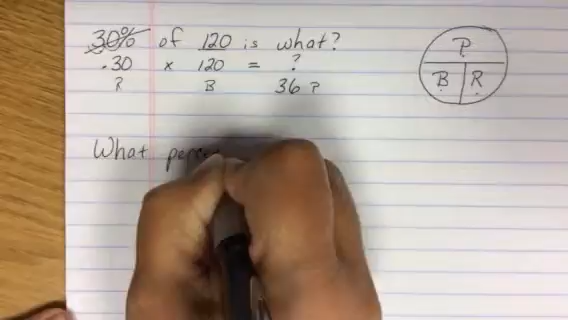 30% of 120 is what?
.30 x 120 = ?
R B 36 P
P
B R
What